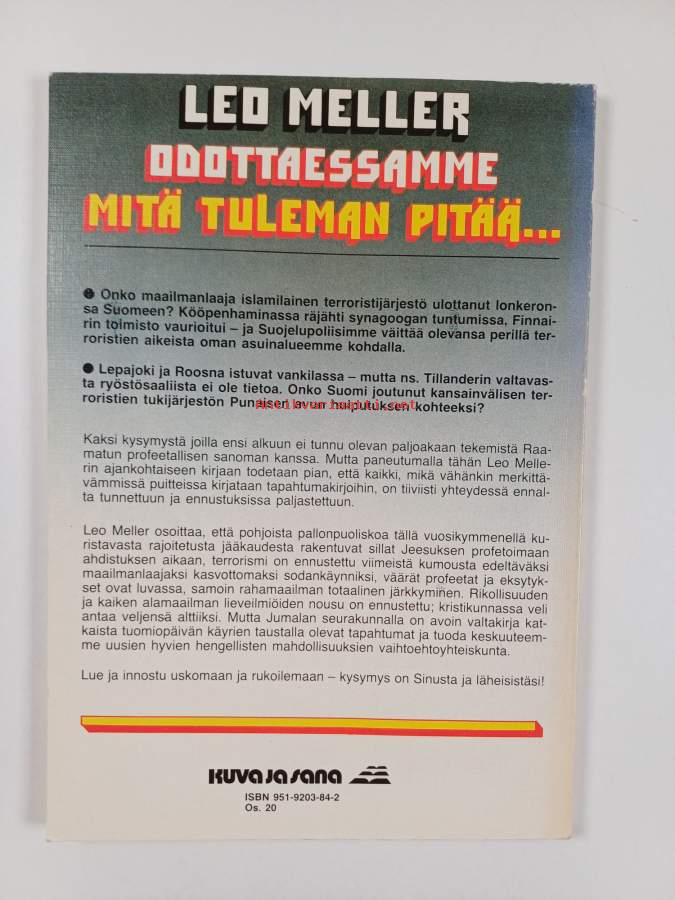 LEO MELLER
ODOTTAESSAMME
MITÄ TULEMAN PITÄÄ...
● Onko maailmanlaaja islamilainen terroristijärjestö ulottanut lonkeron-
sa Suomeen? Kööpenhaminassa räjähti synagoogan tuntumissa, Finnai-
rin toimisto vaurioitui – ja Suojelupoliisimme väittää olevansa perillä ter-
roristien aikeista oman asuinalueemme kohdalla.
● Lepajoki ja Roosna istuvat vankilassa – mutta ns. Tillanderin valtavas-
ta ryöstösaaliista ei ole tietoa. Onko Suomi joutunut kansainvälisen ter-
roristien tukijärjestön Punaisen avun haiputuksen kohteeksi?
antikvariaatti.net
Kaksi kysymystä joilla ensi alkuun ei tunnu olevan paljoakaan tekemistä Raa-
matun profeetallisen sanoman kanssa. Mutta paneutumalla tähän Leo Melle-
rin ajankohtaiseen kirjaan todetaan pian, että kaikki, mikä vähänkin merkittä-
vämmissä puitteissa kirjataan tapahtumakirjoihin, on tiiviisti yhteydessä ennal-
ta tunnettuun ja ennustuksissa paljastettuun.
Leo Meller osoittaa, että pohjoista pallonpuoliskoa tällä vuosikymmenellä ku-
ristavasta rajoitetusta jääkaudesta rakentuvat sillat Jeesuksen profetoimaan
ahdistuksen aikaan, terrorismi on ennustettu viimeistä kumousta edeltäväksi
maailmanlaajaksi kasvottomaksi sodankäynniksi, väärät profeetat ja eksytyk-
set ovat luvassa, samoin rahamaailman totaalinen järkkyminen. Rikollisuuden
ja kaiken alamaailman lieveilmiöiden nousu on ennustettu; kristikunnassa veli
antaa veljensä alttiiksi. Mutta Jumalan seurakunnalla on avoin valtakirja kat-
kaista tuomiopäivän käyrien taustalla olevat tapahtumat ja tuoda keskuuteem-
me uusien hyvien hengellisten mahdollisuuksien vaihtoehtoyhteiskunta.
Lue ja innostu uskomaan ja rukoilemaan – kysymys on Sinusta ja läheisistäsi!
Kuva ja sana
ISBN 951-9203-84-2
Os. 20